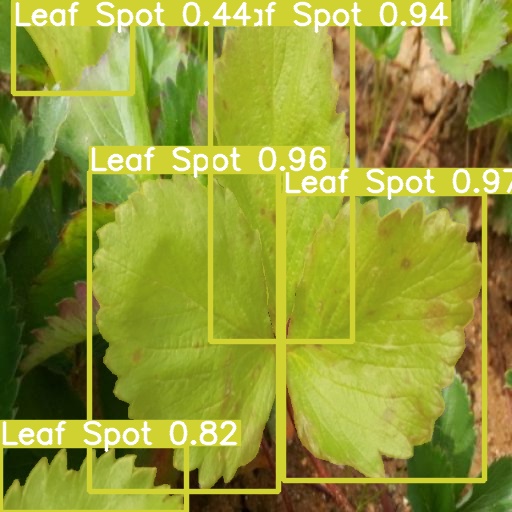 Leaf Spot 0.44
f Spot 0.94
Leaf Spot 0.96
Leaf Spot 0.97
Leaf Spot 0.82